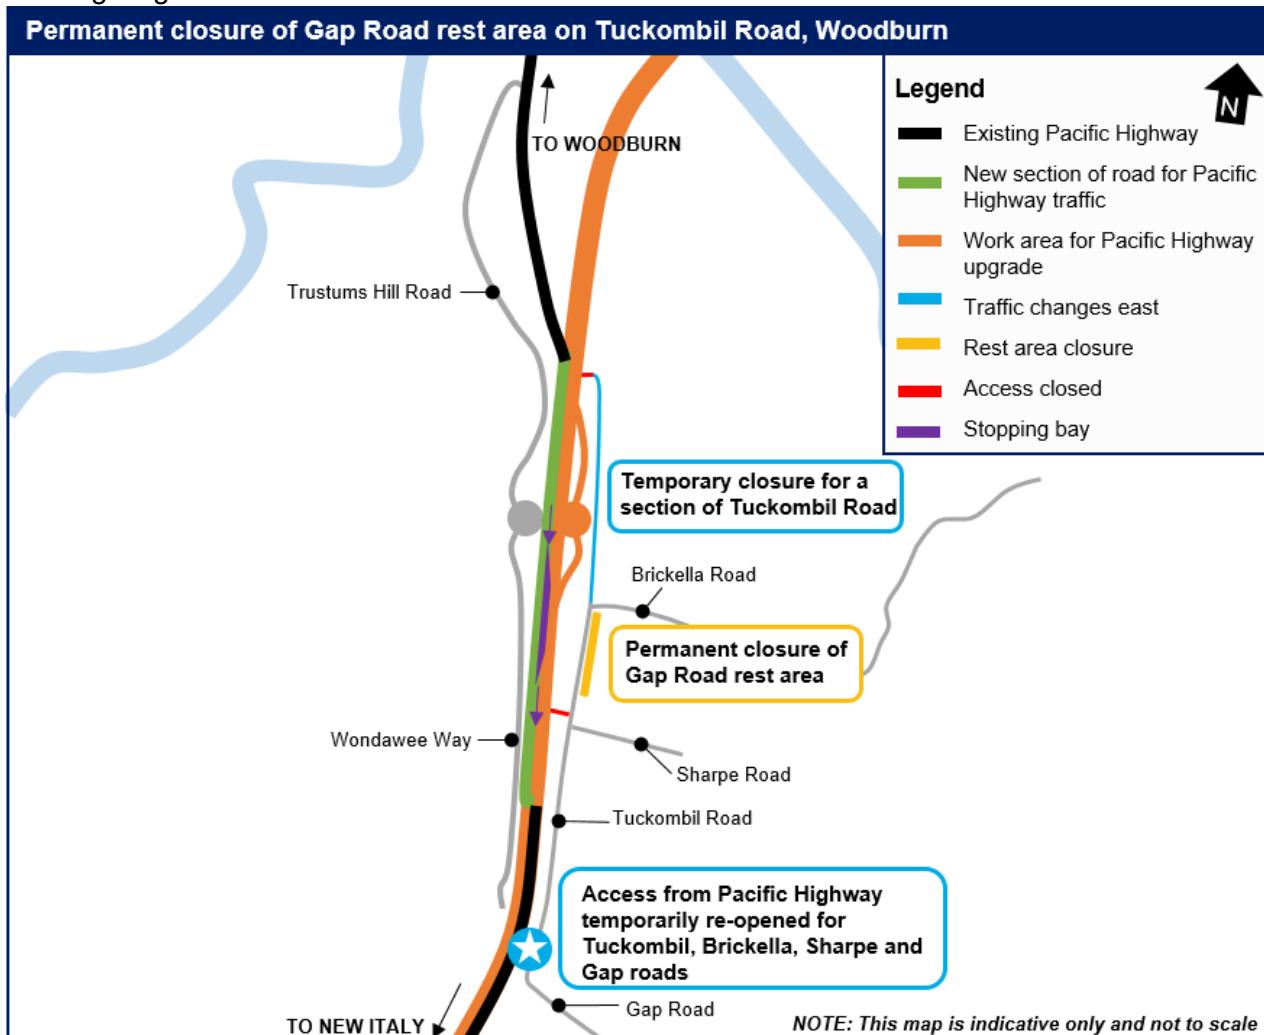 Permanent closure of Gap Road rest area on Tuckombil Road, Woodburn
Legend
N
Existing Pacific Highway
New section of road for Pacific
Highway traffic
Work area for Pacific Highway
upgrade
Traffic changes east
Rest area closure
Access closed
Stopping bay
TO WOODBURN
Trustums Hill Road
Temporary closure for a
section of Tuckombil Road
Brickella Road
Permanent closure of
Gap Road rest area
Wondawee Way
Sharpe Road
Tuckombil Road
Access from Pacific Highway
temporarily re-opened for
Tuckombil, Brickella, Sharpe and
Gap roads
Gap Road
TO NEW ITALY
NOTE: This map is indicative only and not to scale